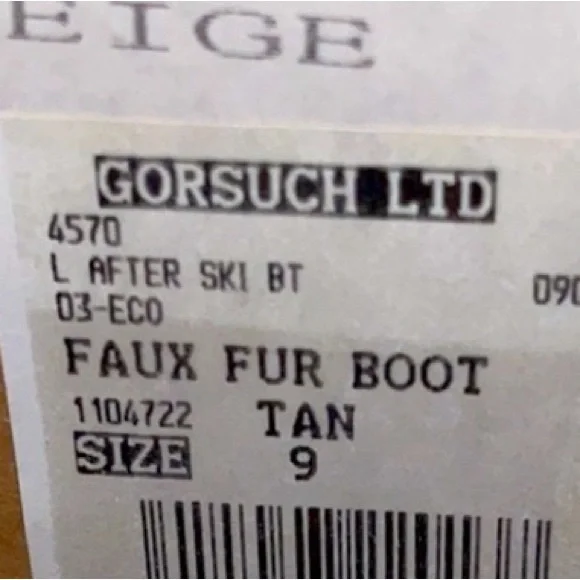 EIGE
GORSUCH LTD
4570
L AFTER SKI BT 090
03-ECO
FAUX FUR BOOT
1104722 TAN
SIZE 9